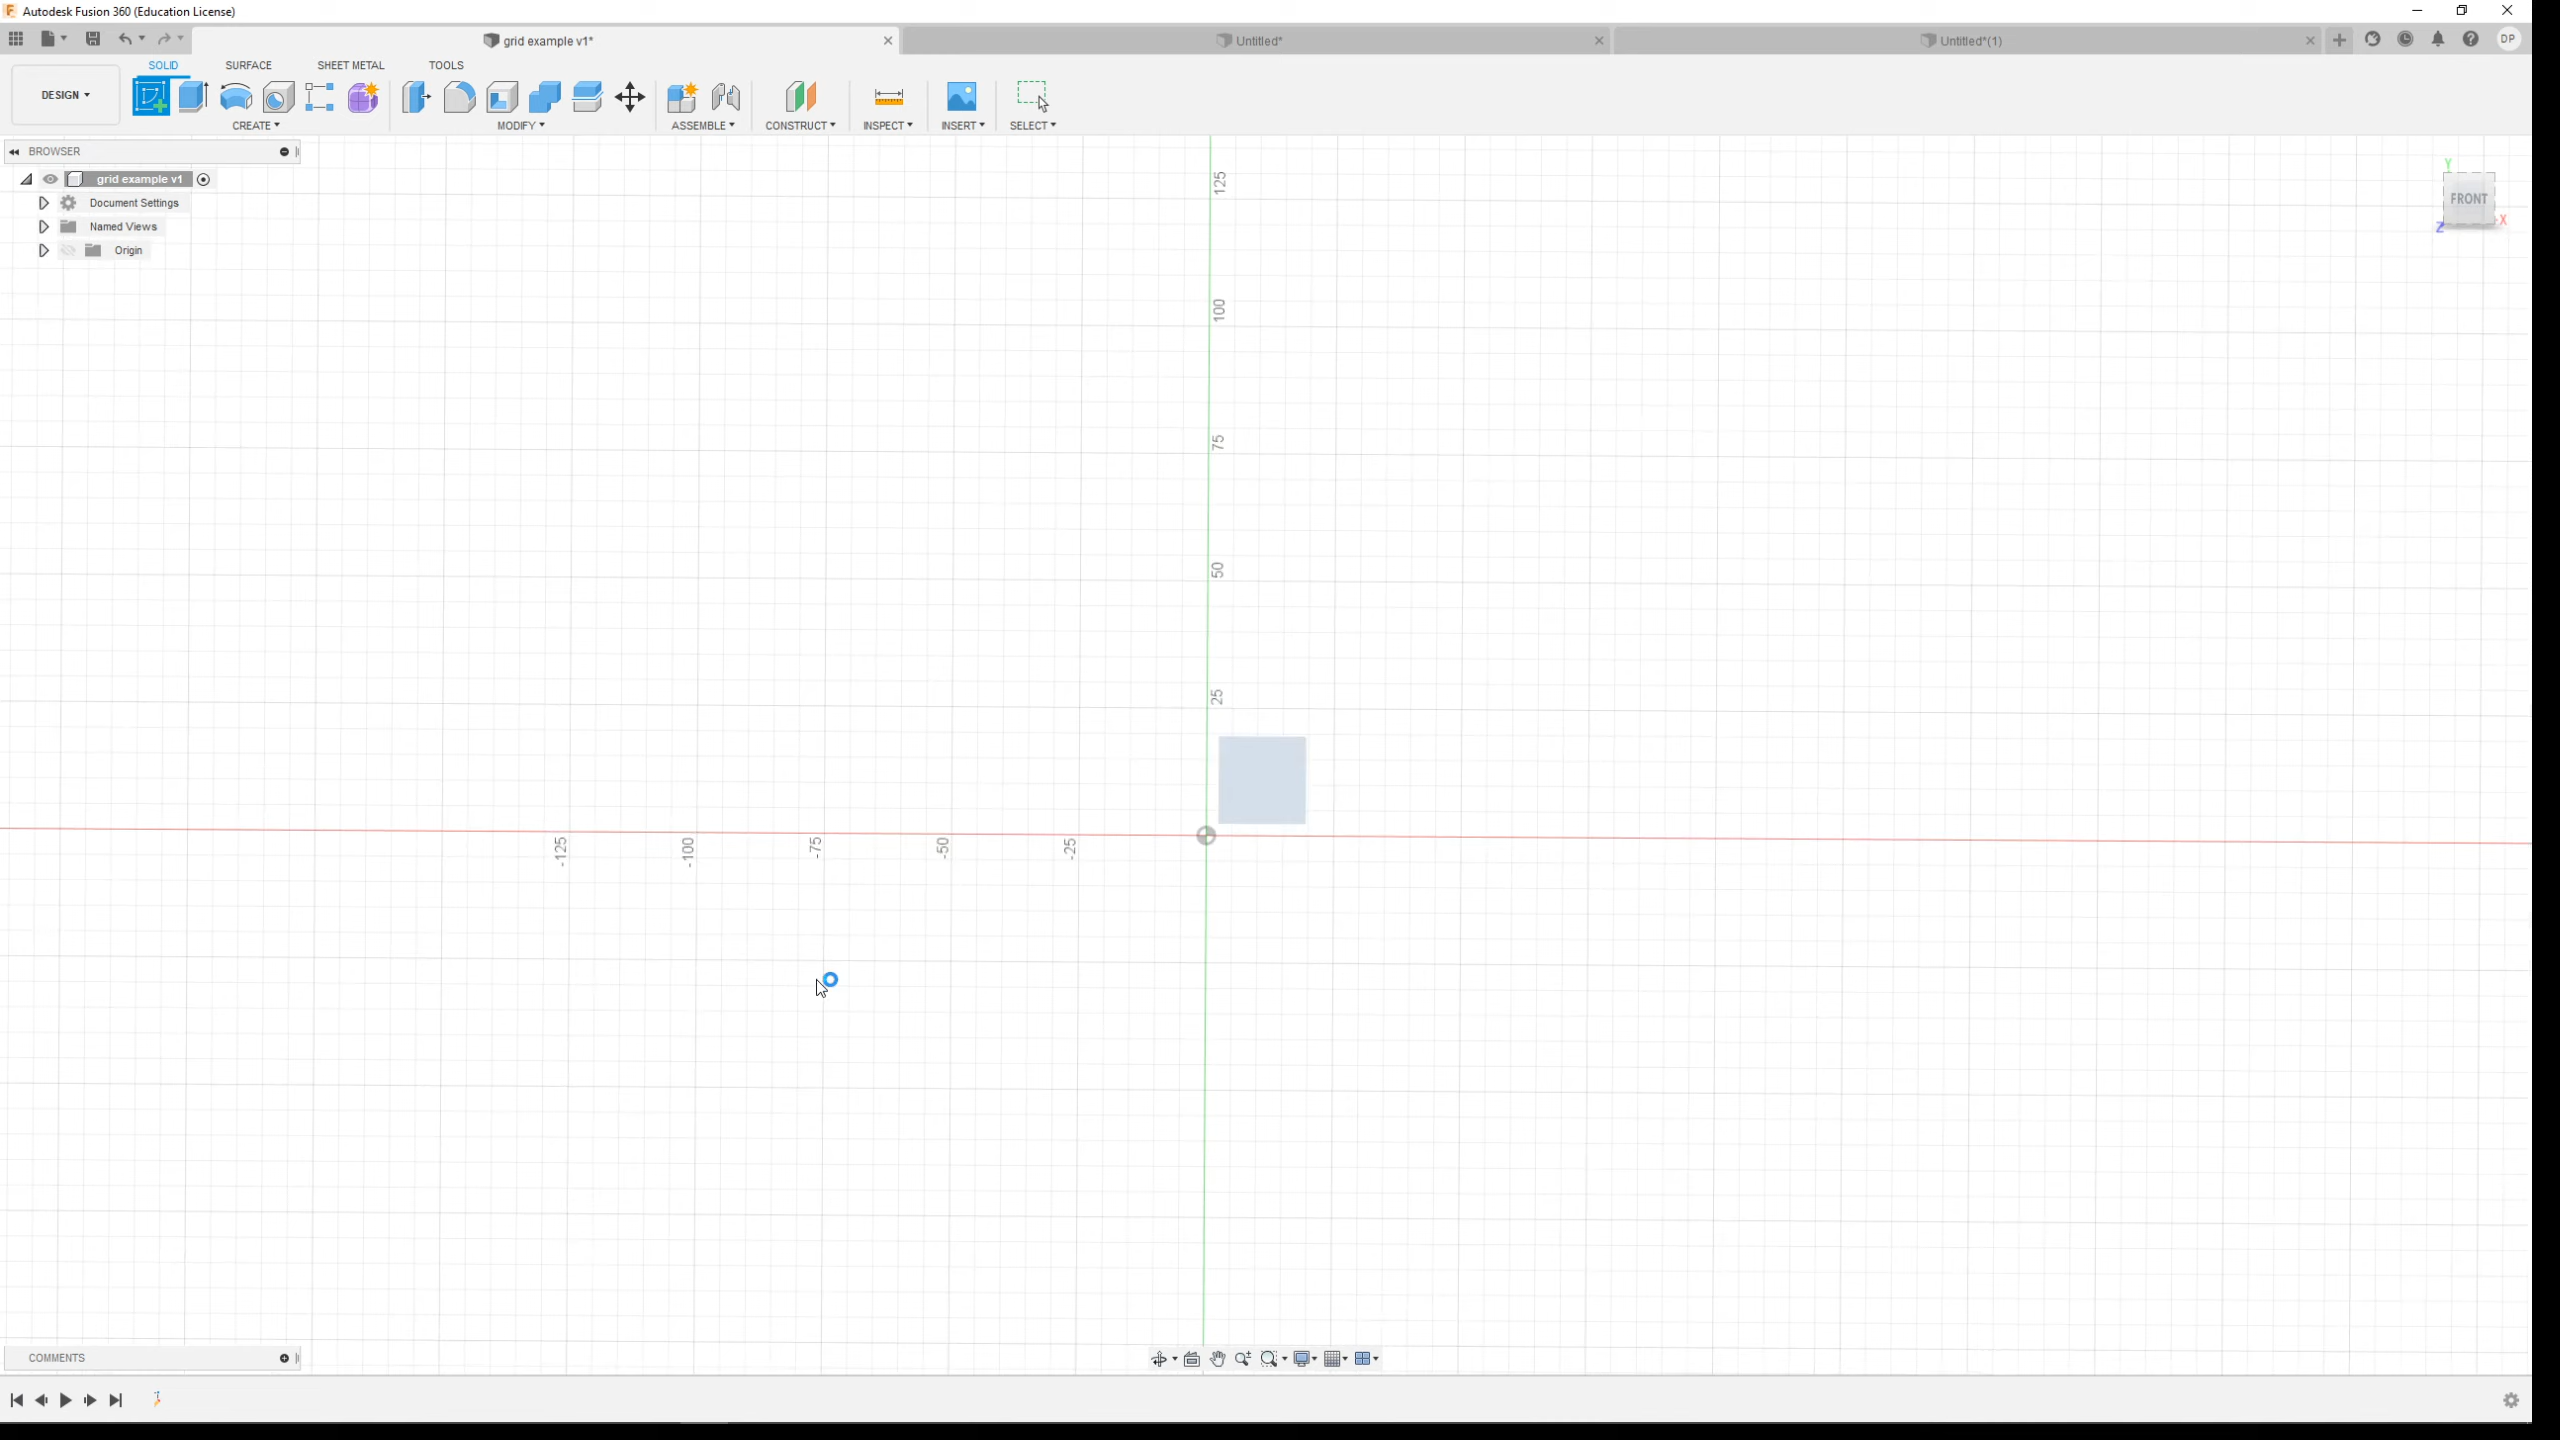 Autodesk Fusion 360 (Education License)
grid example v1*
Untitled*
Untitled*(1)
DP
DESIGN
SOLID
SURFACE
SHEET METAL
TOOLS
CREATE
MODIFY
ASSEMBLE
CONSTRUCT
INSPECT
INSERT
SELECT
BROWSER
grid example v1
Document Settings
Named Views
Origin
Y
FRONT
X
Z
125
100
75
50
25
-125
-100
-75
-50
-25
COMMENTS